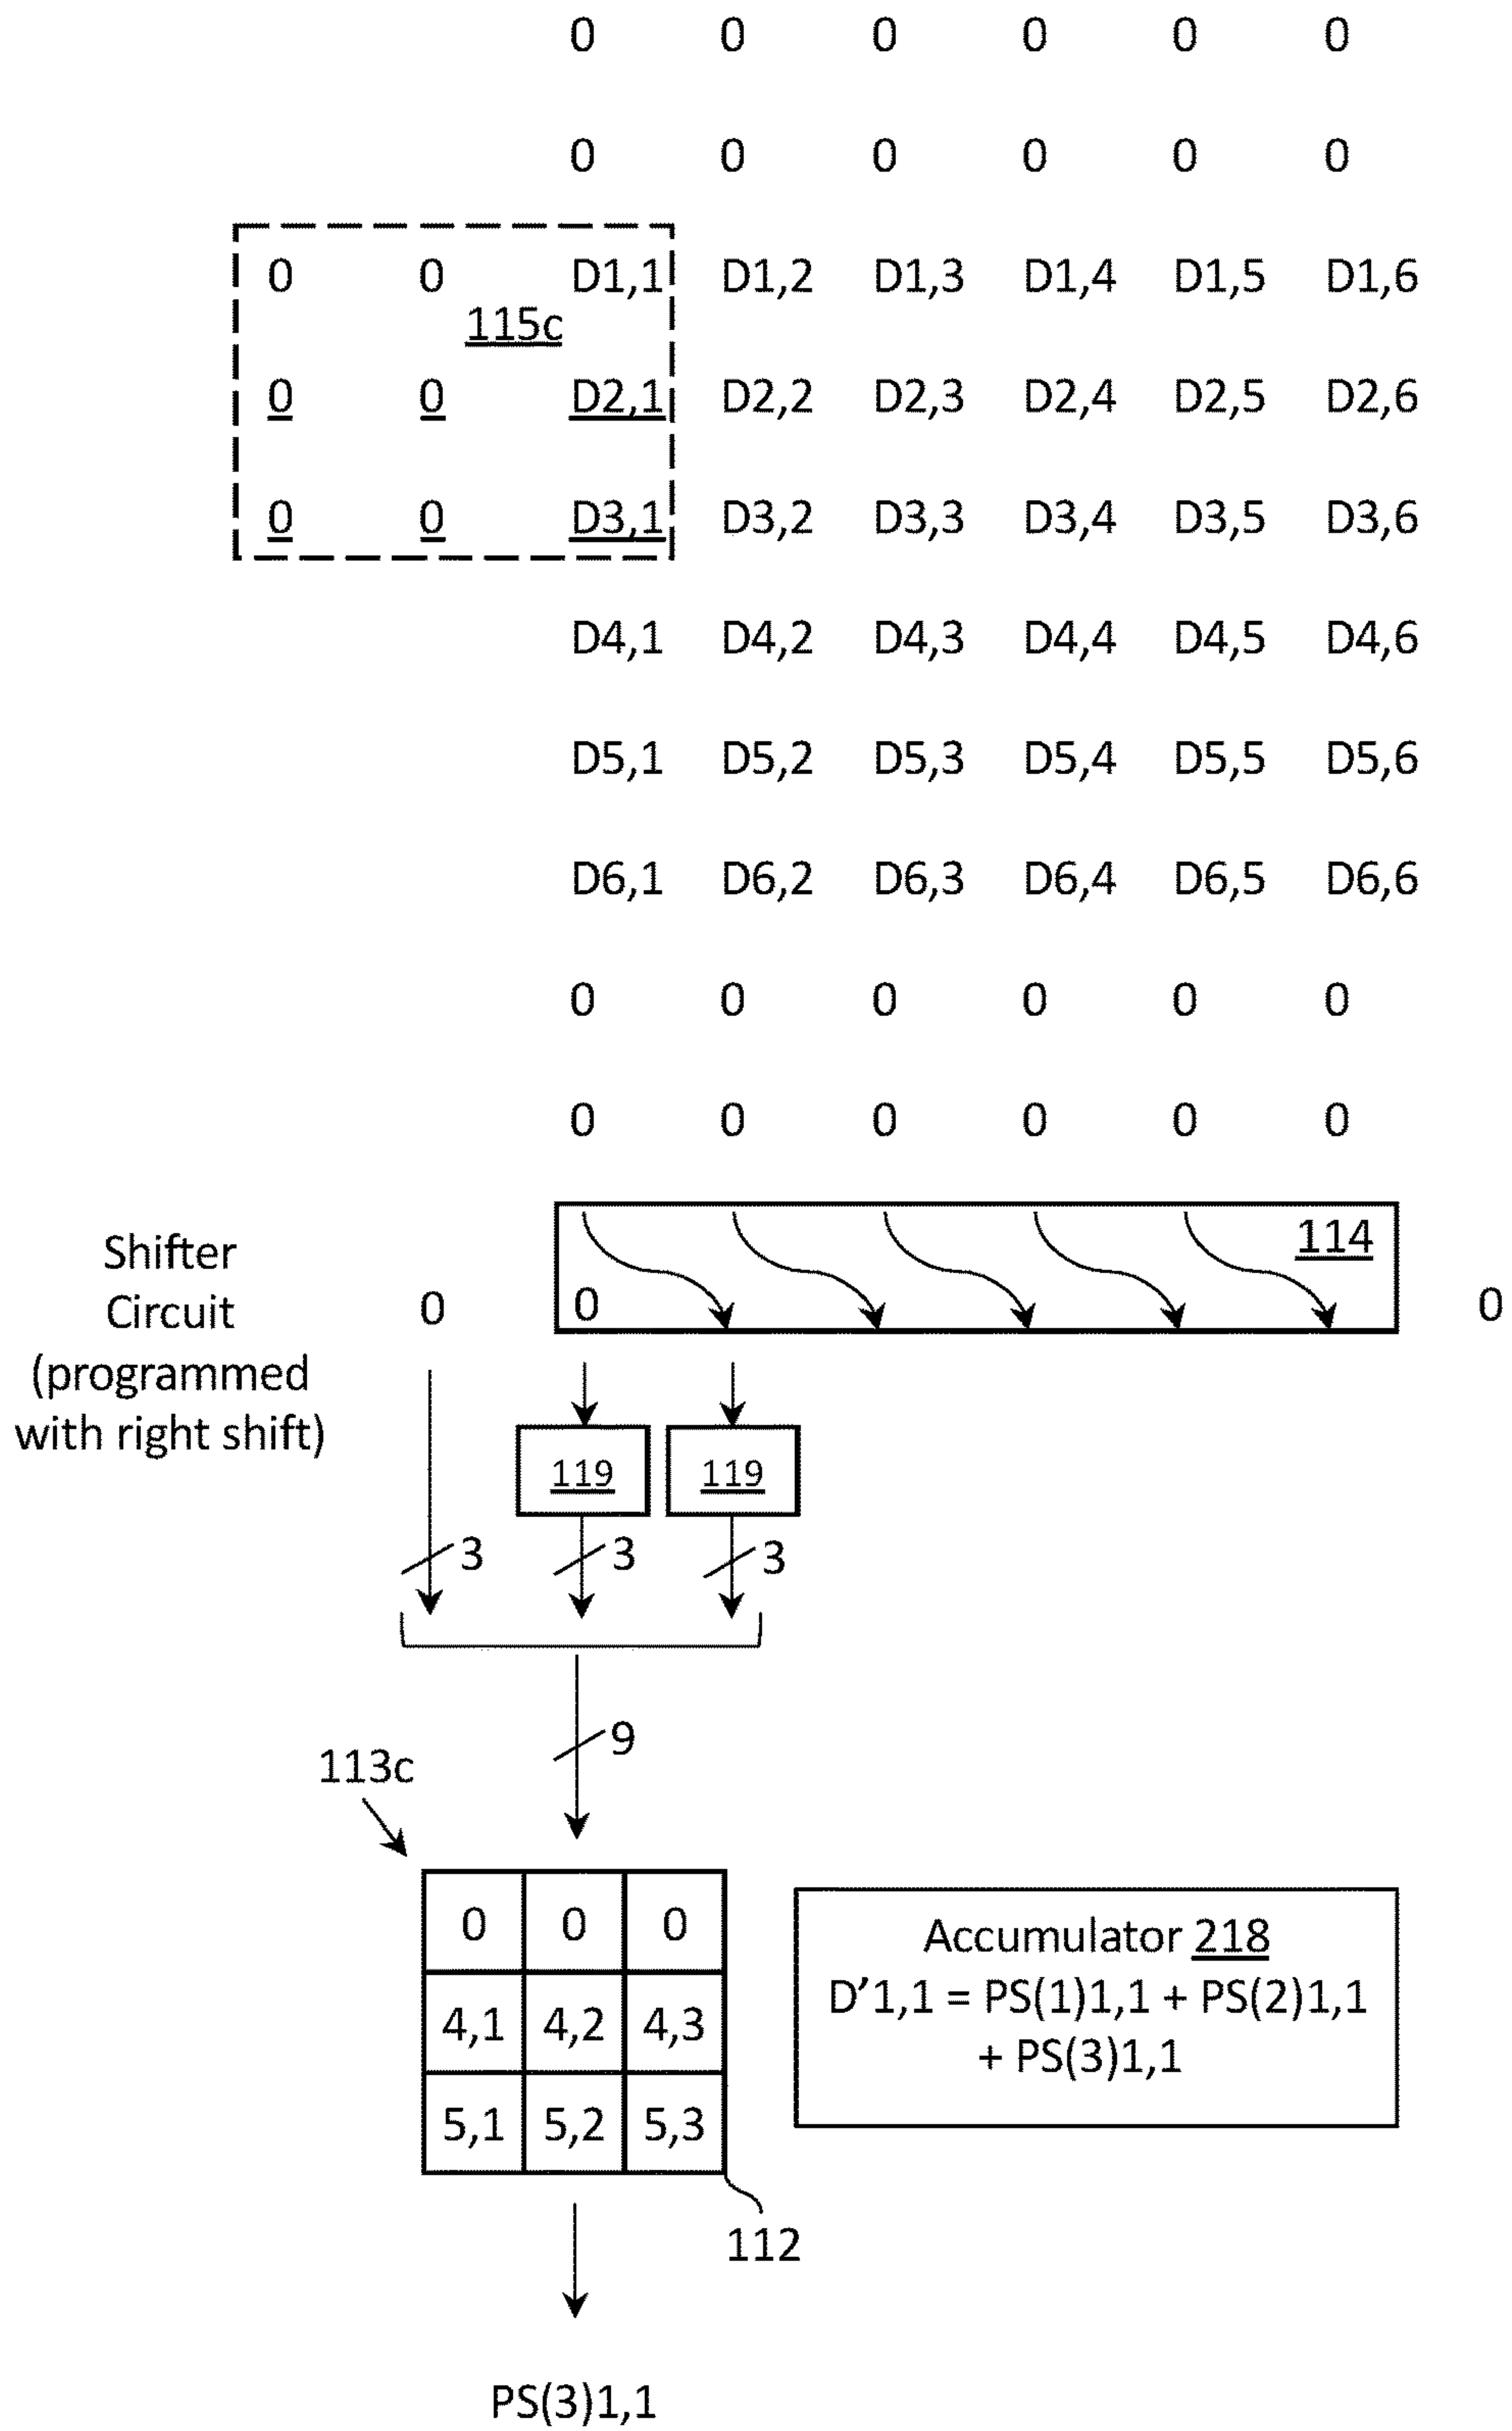 0 0 0 0 0 0
0 0 0 0 0 0
0 0 D1,1 D1,2 D1,3 D1,4 D1,5 D1,6
115c
0 0 D2,1 D2,2 D2,3 D2,4 D2,5 D2,6
0 0 D3,1 D3,2 D3,3 D3,4 D3,5 D3,6
D4,1 D4,2 D4,3 D4,4 D4,5 D4,6
D5,1 D5,2 D5,3 D5,4 D5,5 D5,6
D6,1 D6,2 D6,3 D6,4 D6,5 D6,6
0 0 0 0 0 0
0 0 0 0 0 0
Shifter
Circuit
(programmed
with right shift)
114
0 0 0
119 119
3 3 3
9
113c
0 0 0
4,1 4,2 4,3
5,1 5,2 5,3
112
Accumulator 218
D’1,1 = PS(1)1,1 + PS(2)1,1
+ PS(3)1,1
PS(3)1,1